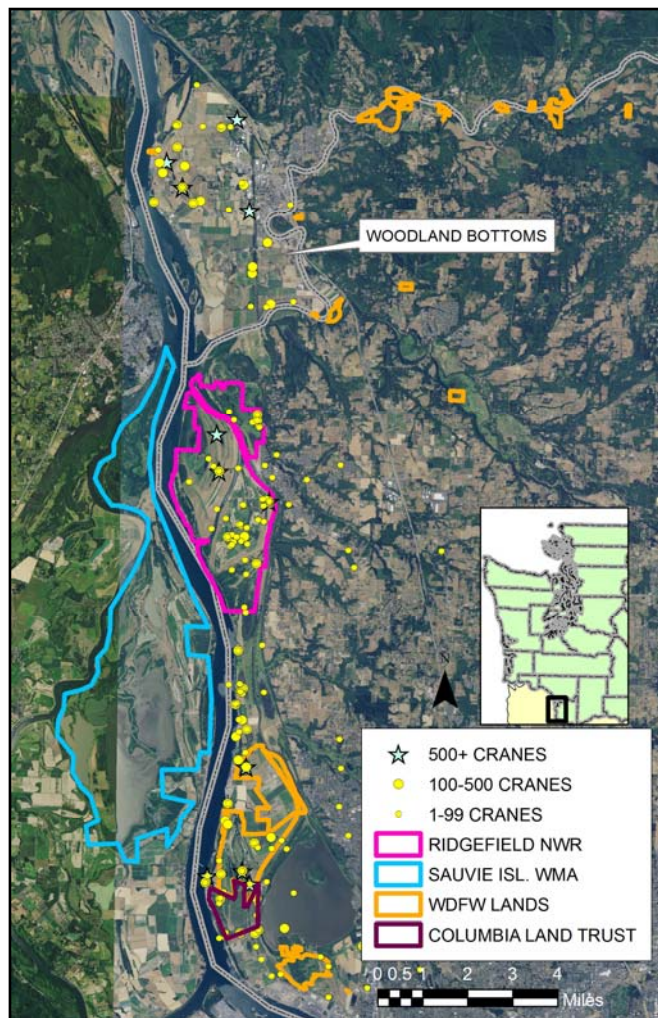 WOODLAND BOTTOMS
N
500+ CRANES
100-500 CRANES
1-99 CRANES
RIDGEFIELD NWR
SAUVIE ISL. WMA
WDFW LANDS
COLUMBIA LAND TRUST
0 0.5 1 2 3 4
Miles